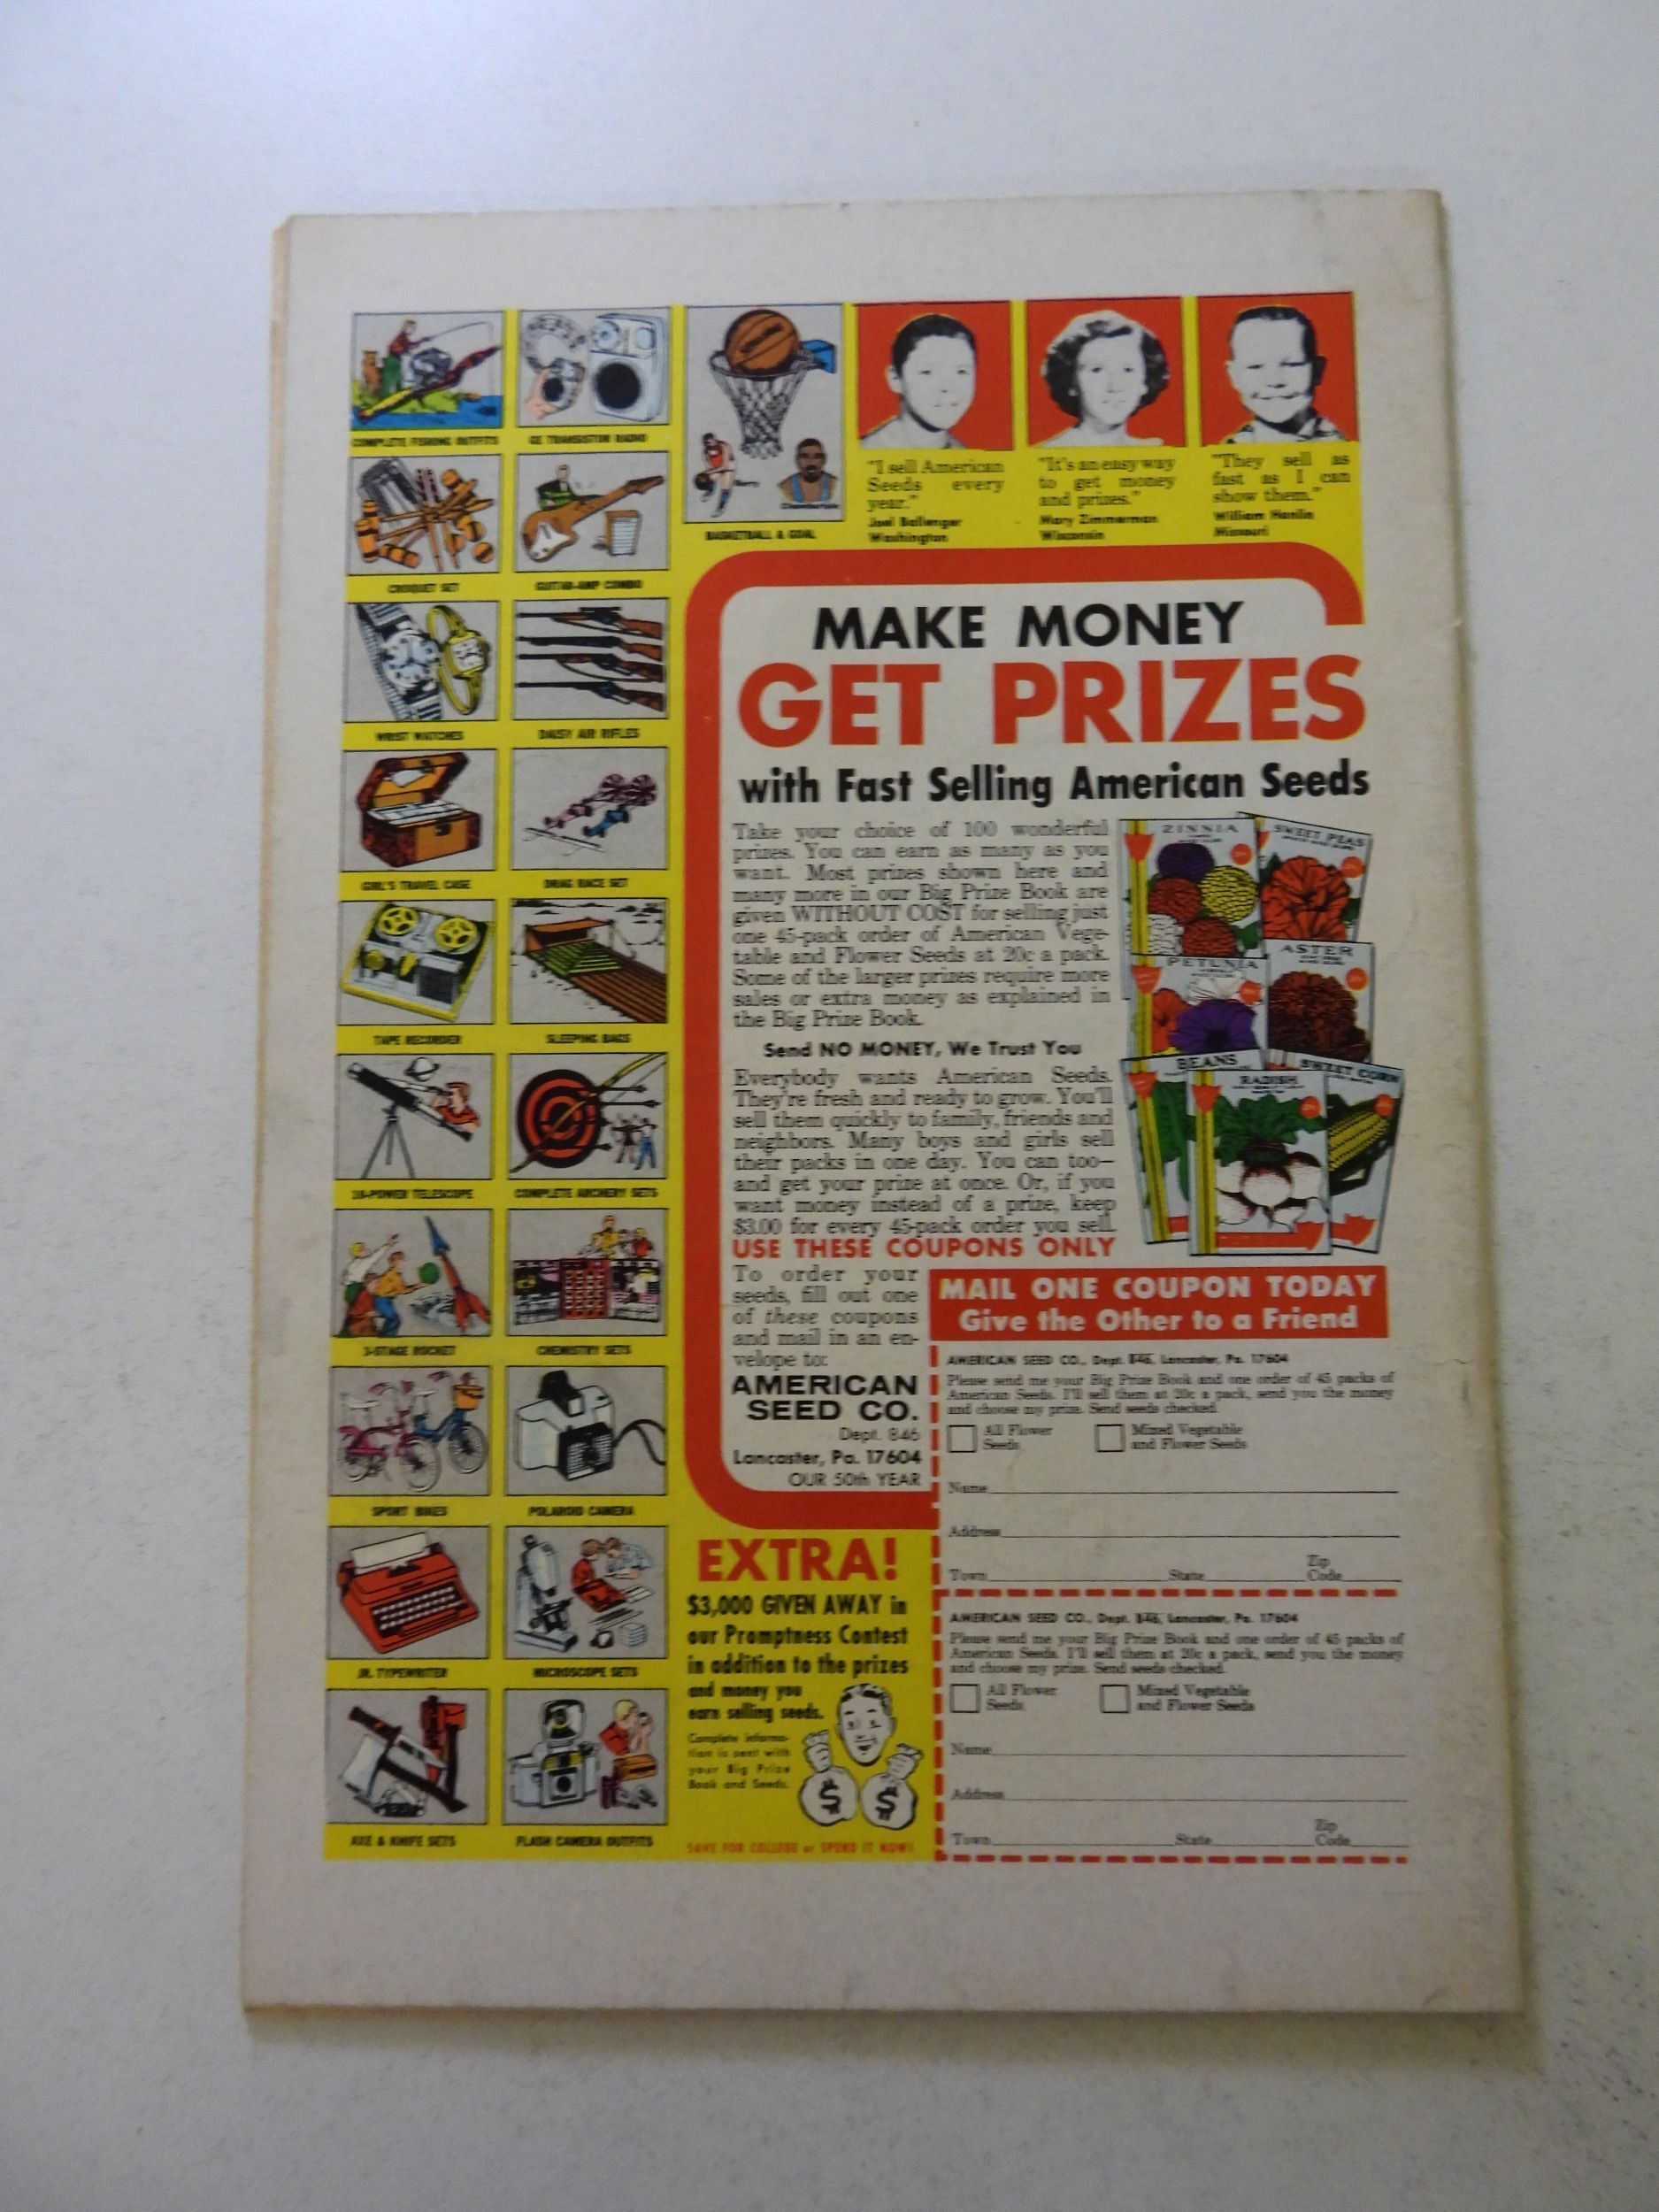 COMPLETE FISHING OUTFITS
GE TRANSISTOR RADIO
CROQUET SET
GUITAR-AMP COMBO
WRIST WATCHES
DAISY AIR RIFLES
GIRL'S TRAVEL CASE
DRAG RACE SET
TAPE RECORDER
SLEEPING BAGS
COMPLETE ARCHERY SETS
3-STAGE ROCKET
CHEMISTRY SETS
SPORT BIKES
POLAROID CAMERA
JR. TYPEWRITER
MICROSCOPE SETS
AXE & KNIFE SETS
FLASH CAMERA OUTFITS
Barry
Chamberlain
BASKETBALL & GOAL
"I sell American
Seeds every
year."
Joel Ballenger
Washington
"It's an easy way
to get money
and prizes."
Mary Zimmerman
Wisconsin
"They sell as
fast as I can
show them."
William Hanlin
Missouri
MAKE MONEY
GET PRIZES
with Fast Selling American Seeds
Take your choice of 100 wonderful
prizes. You can earn as many as you
want. Most prizes shown here and
many more in our Big Prize Book are
given WITHOUT COST for selling just
one 45-pack order of American Vege-
table and Flower Seeds at 20c a pack.
Some of the larger prizes require more
sales or extra money as explained in
the Big Prize Book.
Send NO MONEY, We Trust You
Everybody wants American Seeds.
They're fresh and ready to grow. You'll
sell them quickly to family, friends and
neighbors. Many boys and girls sell
their packs in one day. You can too—
and get your prize at once. Or, if you
want money instead of a prize, keep
$3.00 for every 45-pack order you sell.
USE THESE COUPONS ONLY
ZINNIA
SWEET PEAS
PETUNIA
ASTER
BEANS
RADISH
SWEET CORN
To order your
seeds, fill out one
of these coupons
and mail in an en-
velope to:
AMERICAN
SEED CO.
Dept. 846
Lancaster, Pa. 17604
OUR 50th YEAR
MAIL ONE COUPON TODAY
Give the Other to a Friend
AMERICAN SEED CO., Dept. 846, Lancaster, Pa. 17604
Please send me your Big Prize Book and one order of 45 packs of
American Seeds. I'll sell them at 20c a pack, send you the money
and choose my prize. Send seeds checked.
All Flower
Seeds
Mixed Vegetable
and Flower Seeds
Name
Address
Town State Zip
Code
AMERICAN SEED CO., Dept. 846, Lancaster, Pa. 17604
Please send me your Big Prize Book and one order of 45 packs of
American Seeds. I'll sell them at 20c a pack, send you the money
and choose my prize. Send seeds checked.
All Flower
Seeds
Mixed Vegetable
and Flower Seeds
Name
Address
Town State Zip
Code
EXTRA!
$3,000 GIVEN AWAY in
our Promptness Contest
in addition to the prizes
and money you
earn selling seeds.
Complete informa-
tion is sent with
your Big Prize
Book and Seeds.
$ $
SAVE FOR COLLEGE or SPEND IT NOW!